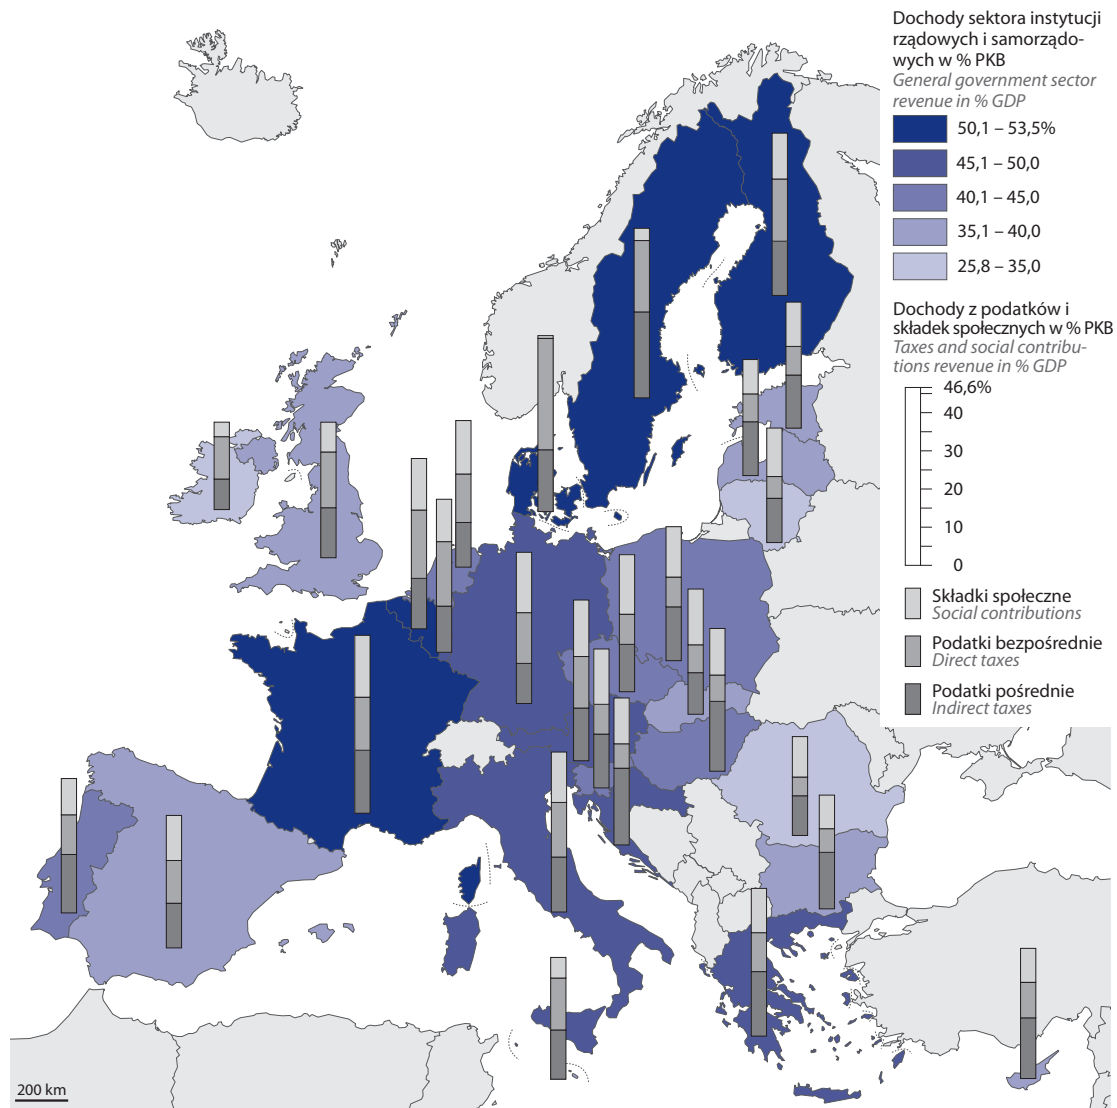 Dochody sektora instytucji
rządowych i samorządo-
wych w % PKB
General government sector
revenue in % GDP
50,1 – 53,5%
45,1 – 50,0
40,1 – 45,0
35,1 – 40,0
25,8 – 35,0
Dochody z podatków i
składek społecznych w % PKB
Taxes and social contribu-
tions revenue in % GDP
46,6%
40
30
20
10
0
Składki społeczne
Social contributions
Podatki bezpośrednie
Direct taxes
Podatki pośrednie
Indirect taxes
200 km